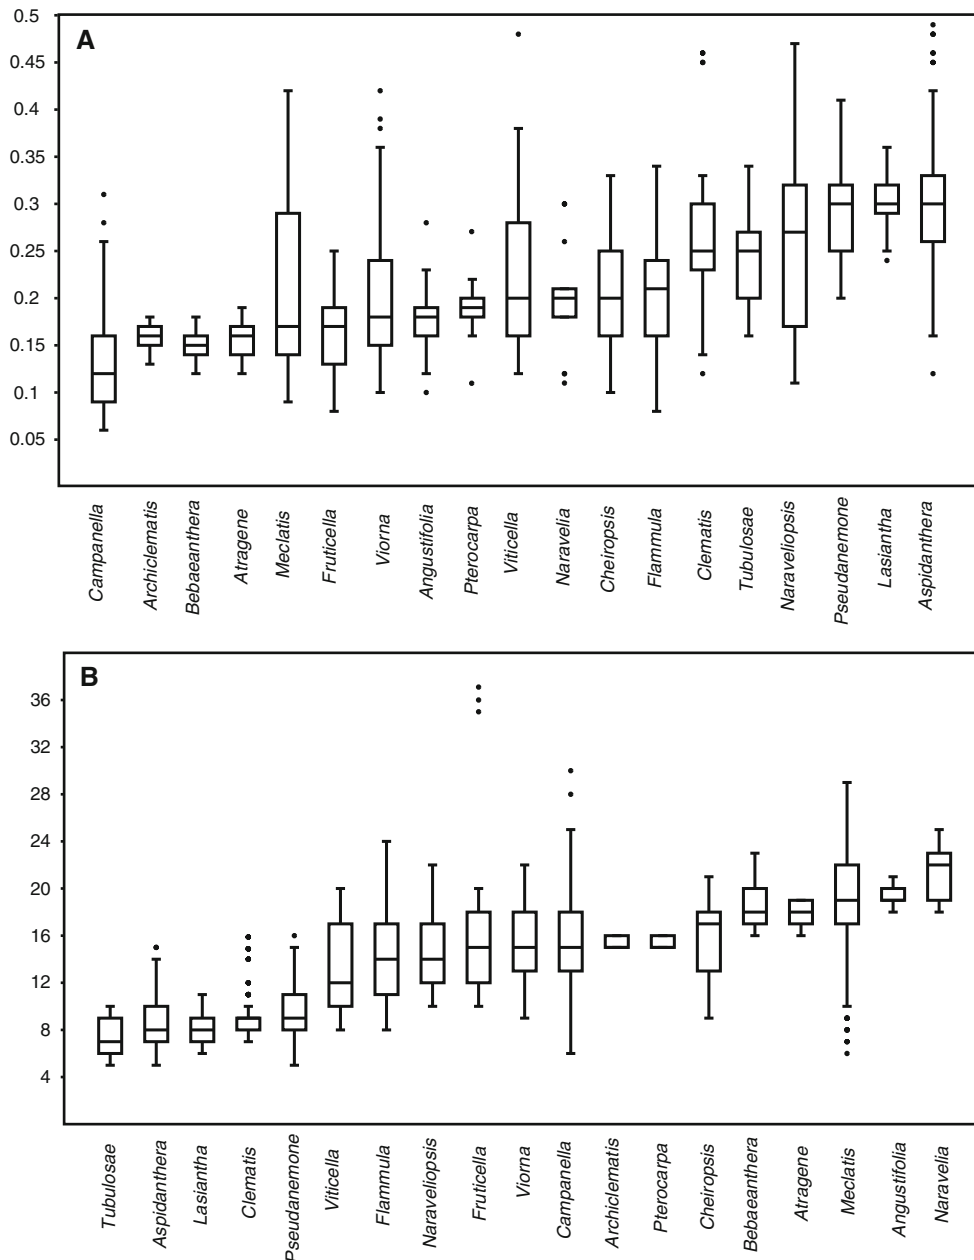 A
0.5
0.45
0.4
0.35
0.3
0.25
0.2
0.15
0.1
0.05
Campanella
Archiclematis
Bebaeanthera
Atragene
Meclatis
Fruticella
Viorna
Angustifolia
Pterocarpa
Viticella
Naravelia
Cheiropsis
Flammula
Clematis
Tubulosae
Naraveliopsis
Pseudanemone
Lasiantha
Aspidanthera
B
36
32
28
24
20
16
12
8
4
Tubulosae
Aspidanthera
Lasiantha
Clematis
Pseudanemone
Viticella
Flammula
Naraveliopsis
Fruticella
Viorna
Campanella
Archiclematis
Pterocarpa
Cheiropsis
Bebaeanthera
Atragene
Meclatis
Angustifolia
Naravelia